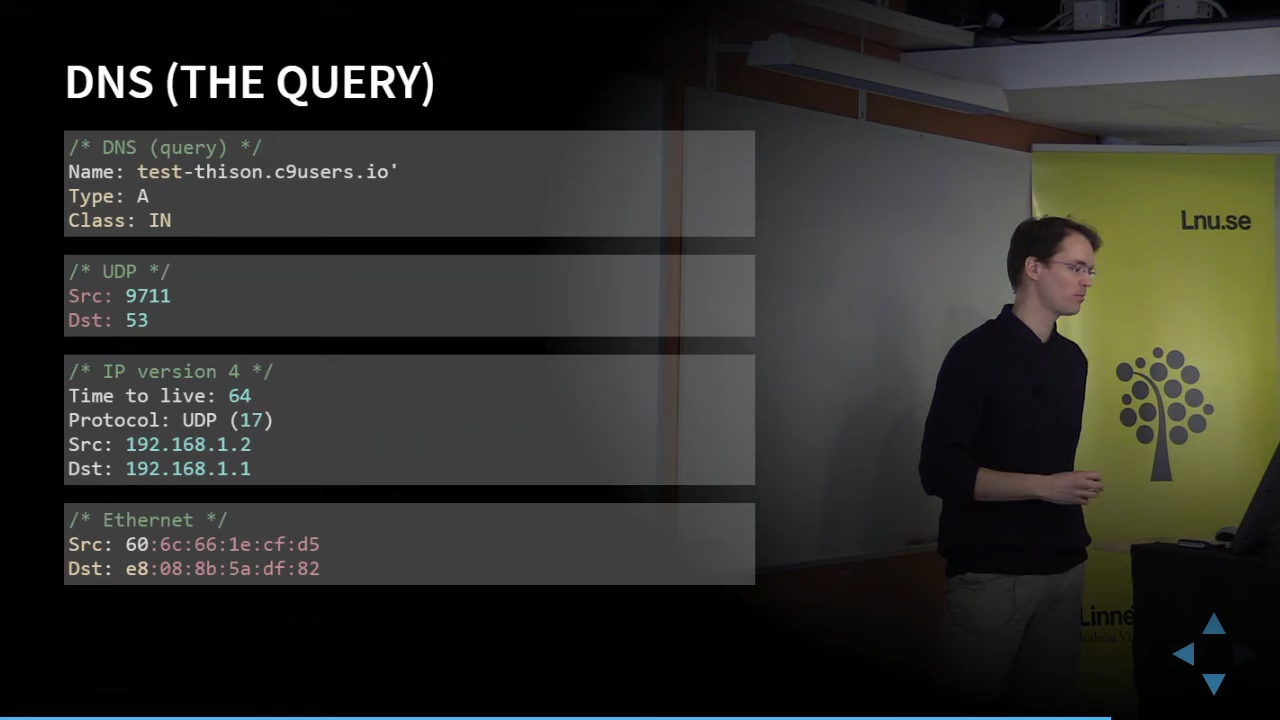 DNS (THE QUERY)
/* DNS (query) */
Name: test-thison.c9users.io'
Type: A
Class: IN
/* UDP */
Src: 9711
Dst: 53
/* IP version 4 */
Time to live: 64
Protocol: UDP (17)
Src: 192.168.1.2
Dst: 192.168.1.1
/* Ethernet */
Src: 60:6c:66:1e:cf:d5
Dst: e8:08:8b:5a:df:82
Lnu.se
Linne
Kalmar